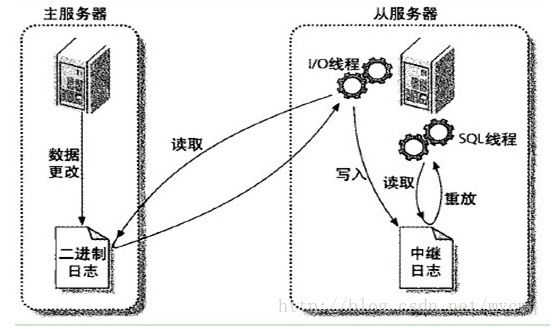 主服务器
从服务器
I/O线程
SQL线程
数据
更改
读取
写入
读取
重放
二进制
日志
中继
日志